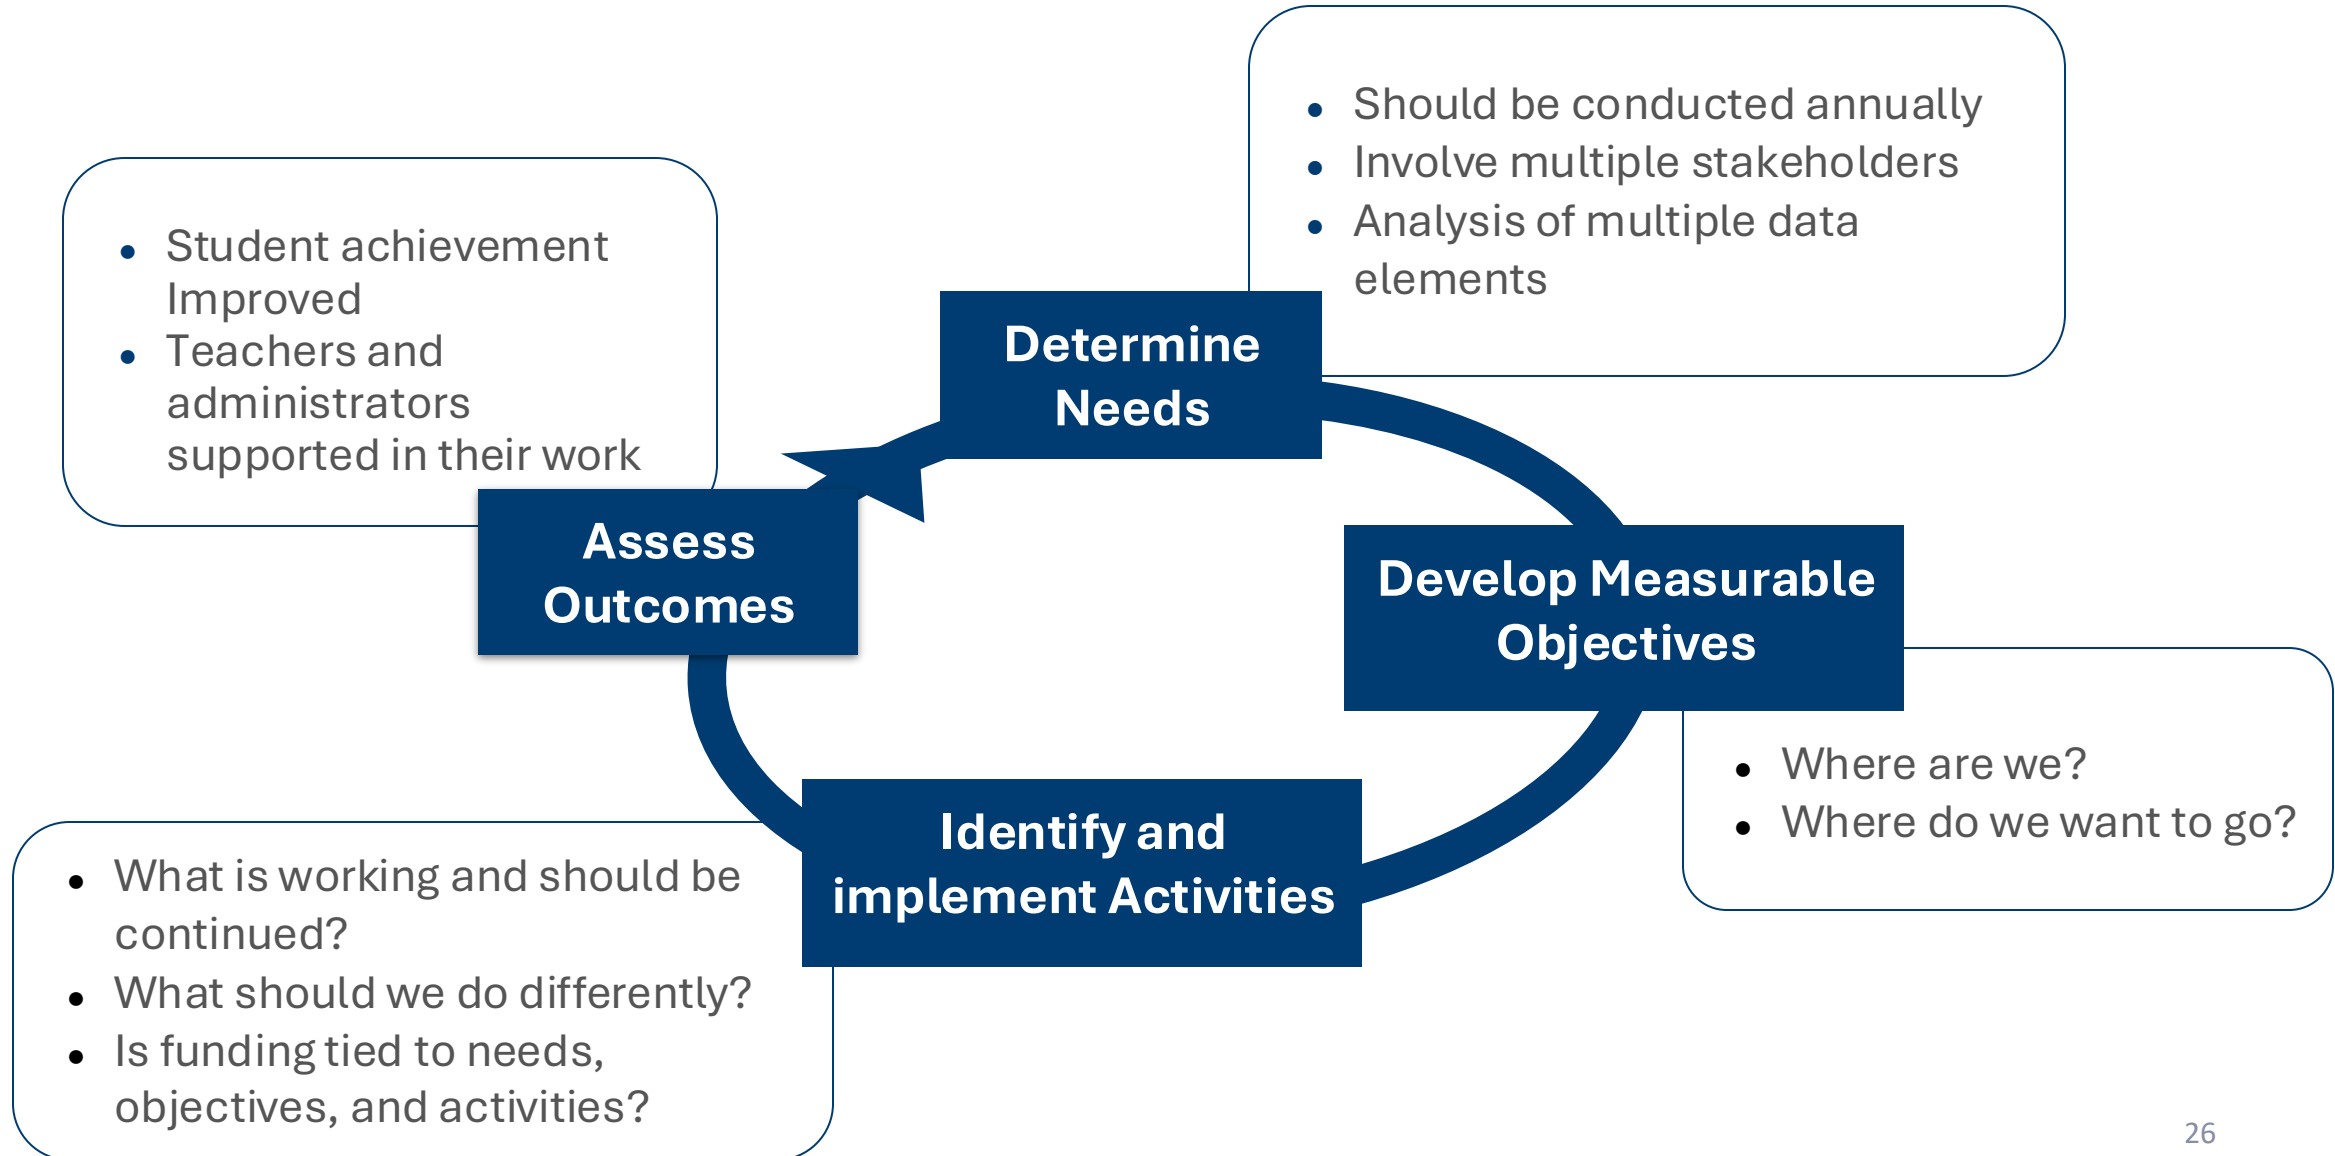 Should be conducted annually
Involve multiple stakeholders
Analysis of multiple data
elements
Student achievement
Improved
Teachers and
administrators
supported in their work
Determine
Needs
Assess
Outcomes
Develop Measurable
Objectives
Where are we?
Where do we want to go?
Identify and
implement Activities
What is working and should be
continued?
What should we do differently?
Is funding tied to needs,
objectives, and activities?
26